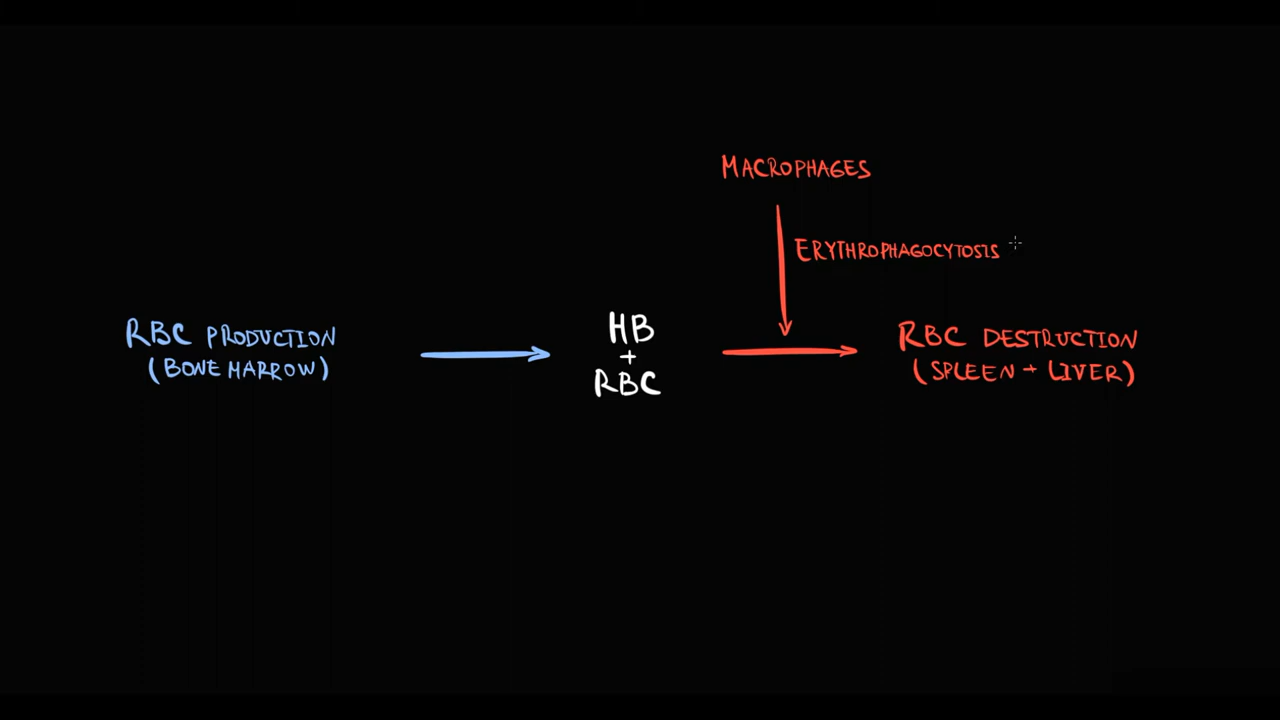 MACROPHAGES
ERYTHROPHAGOCYTOSIS
RBC PRODUCTION
(BONE MARROW)
HB
+
RBC
RBC DESTRUCTION
(SPLEEN + LIVER)